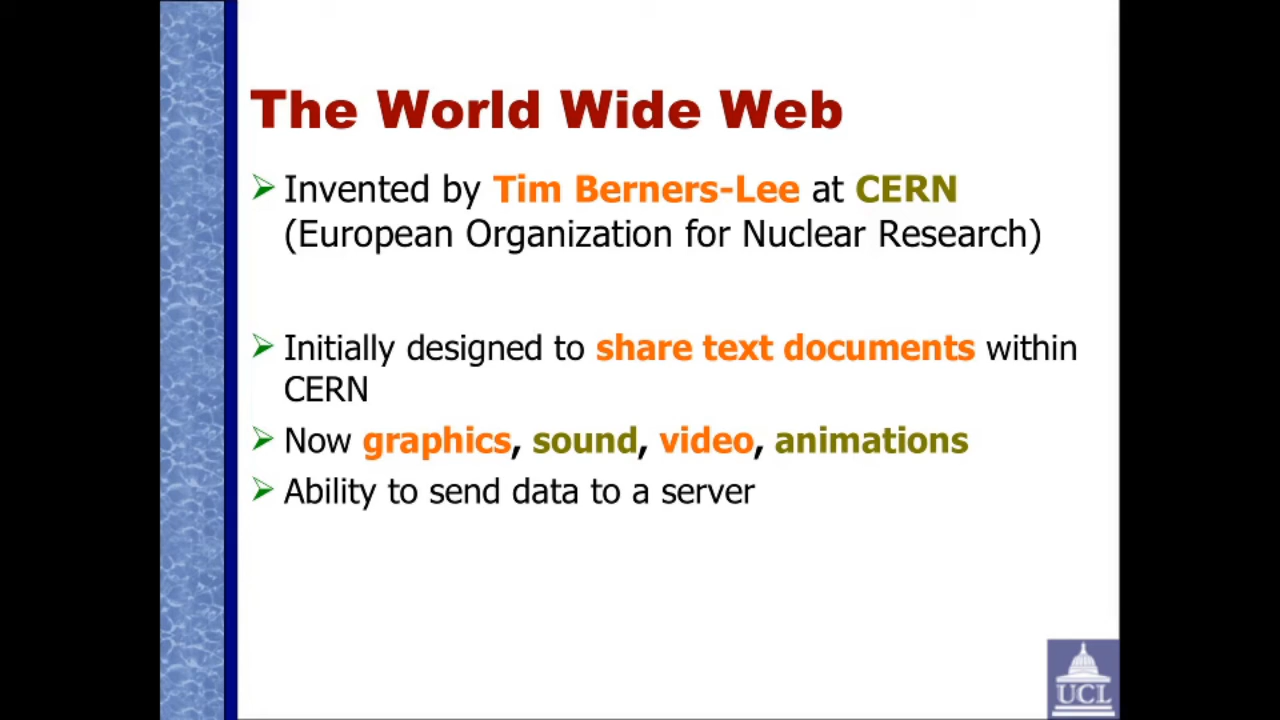 The World Wide Web
Invented by Tim Berners-Lee at CERN
(European Organization for Nuclear Research)
Initially designed to share text documents within
CERN
Now graphics, sound, video, animations
Ability to send data to a server
UCL